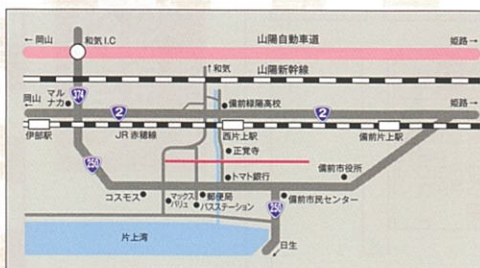 ←岡山
和気 I.C
山陽自動車道
姫路→
↑和気
山陽新幹線
岡山
←
マル
ナカ
374
2
備前緑陽高校
2
姫路→
伊部駅
JR 赤穂線
西片上駅
備前片上駅
正覚寺
250
トマト銀行
備前市役所
コスモス
マックス
バリュ
郵便局
バスステーション
備前市民センター
250
片上湾
日生